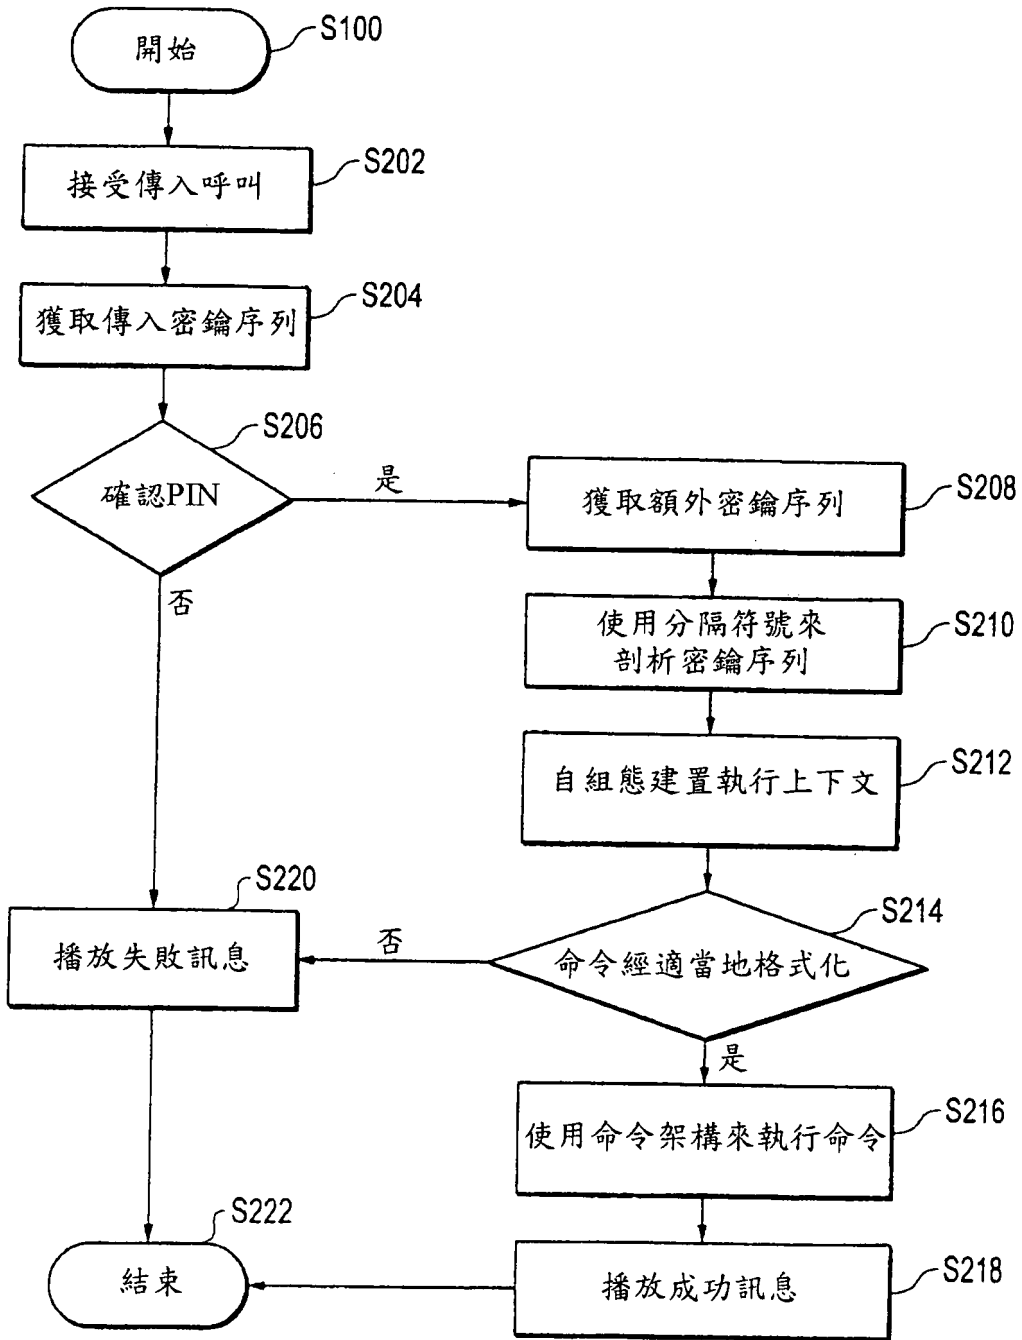 開始
S100
接受傳入呼叫
S202
獲取傳入密鑰序列
S204
確認PIN
S206
是
否
獲取額外密鑰序列
S208
使用分隔符號來
剖析密鑰序列
S210
自組態建置執行上下文
S212
命令經適當地格式化
S214
否
是
播放失敗訊息
S220
使用命令架構來執行命令
S216
播放成功訊息
S218
結束
S222